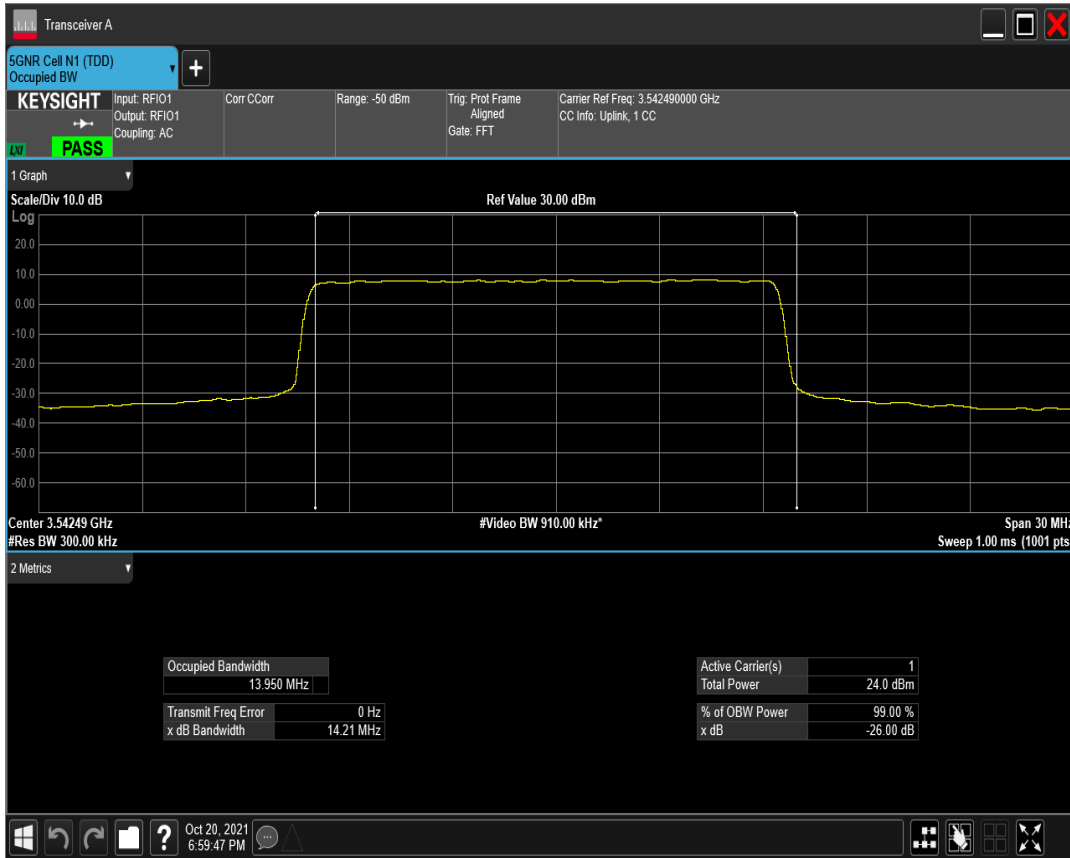 Transceiver A
5GNR Cell N1 (TDD)
Occupied BW
+
KEYSIGHT
LXI
PASS
Input: RFIO1
Output: RFIO1
Coupling: AC
Corr CCorr
Range: -50 dBm
Trig: Prot Frame
Aligned
Gate: FFT
Carrier Ref Freq: 3.542490000 GHz
CC Info: Uplink, 1 CC
1 Graph
Scale/Div 10.0 dB
Ref Value 30.00 dBm
Log
20.0
10.0
0.00
-10.0
-20.0
-30.0
-40.0
-50.0
-60.0
Center 3.54249 GHz
#Video BW 910.00 kHz*
Span 30 MHz
#Res BW 300.00 kHz
Sweep 1.00 ms (1001 pts
2 Metrics
Occupied Bandwidth
13.950 MHz
Transmit Freq Error 0 Hz
x dB Bandwidth 14.21 MHz
Active Carrier(s) 1
Total Power 24.0 dBm
% of OBW Power 99.00 %
x dB -26.00 dB
?
Oct 20, 2021
6:59:47 PM